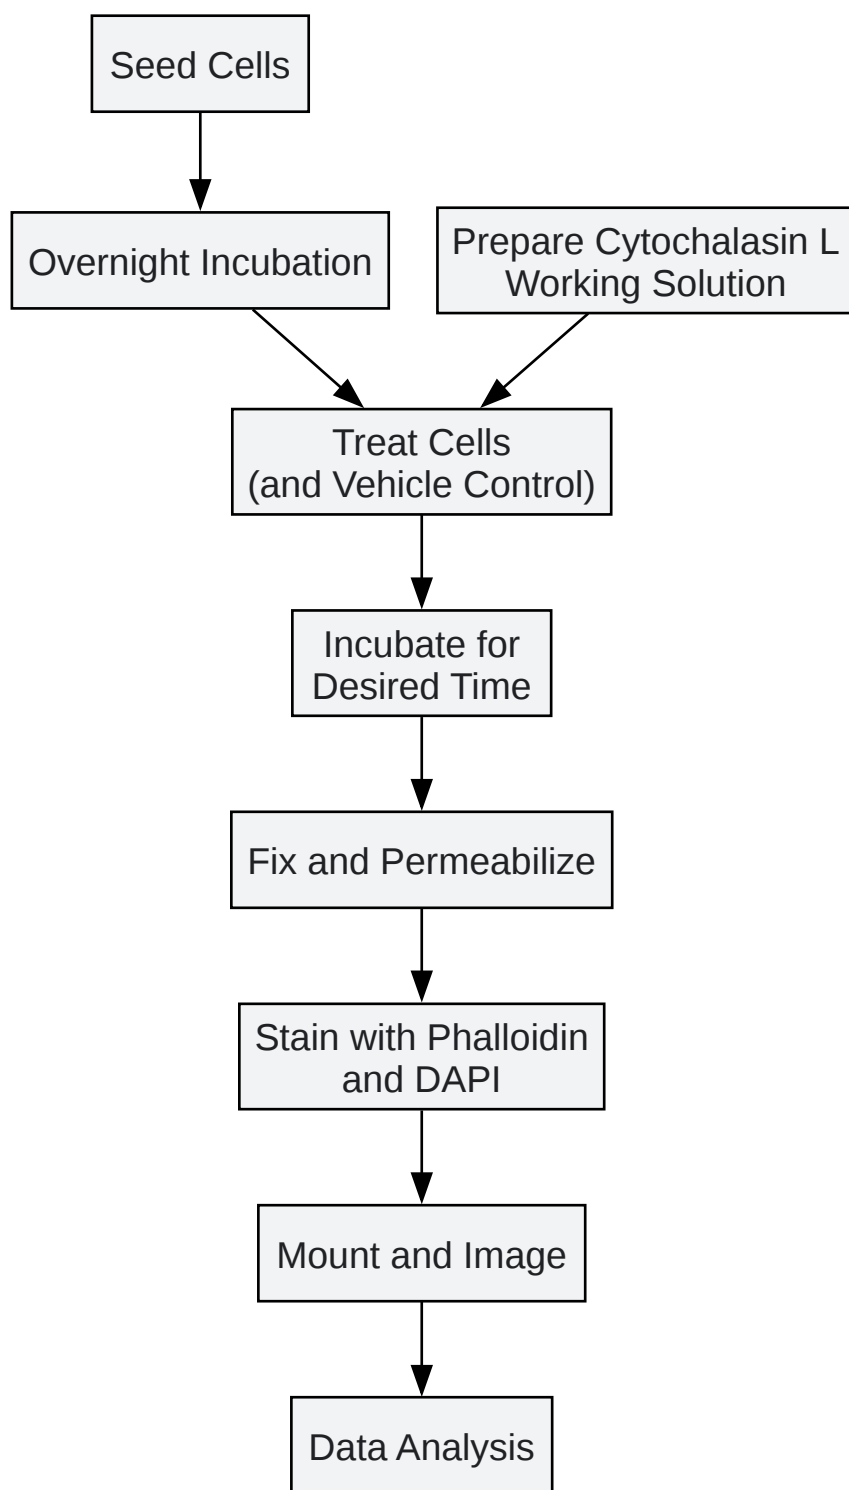 Seed Cells
Overnight Incubation
Prepare Cytochalasin L
Working Solution
Treat Cells
(and Vehicle Control)
Incubate for
Desired Time
Fix and Permeabilize
Stain with Phalloidin
and DAPI
Mount and Image
Data Analysis